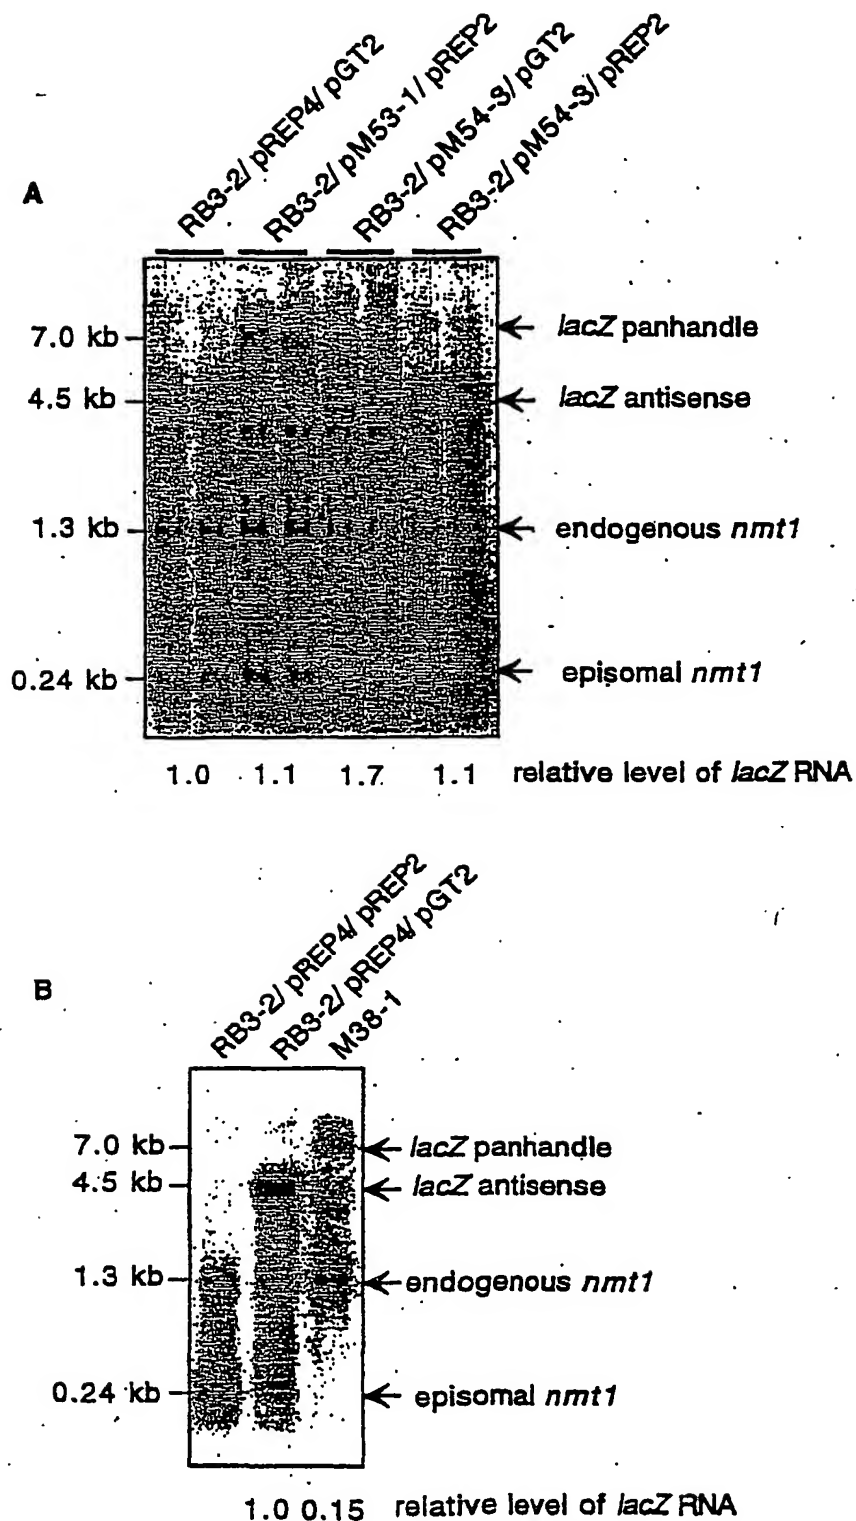 A
RB3-2/ pREP4/ pGT2
RB3-2/ pM53-1/ pREP2
RB3-2/ pM54-3/ pGT2
RB3-2/ pM54-3/ pREP2
7.0 kb
4.5 kb
1.3 kb
0.24 kb
lacZ panhandle
lacZ antisense
endogenous nmt1
episomal nmt1
1.0 1.1 1.7 1.1 relative level of lacZ RNA
B
RB3-2/ pREP4/ pREP2
RB3-2/ pREP4/ pGT2
M38-1
7.0 kb
4.5 kb
1.3 kb
0.24 kb
lacZ panhandle
lacZ antisense
endogenous nmt1
episomal nmt1
1.0 0.15 relative level of lacZ RNA